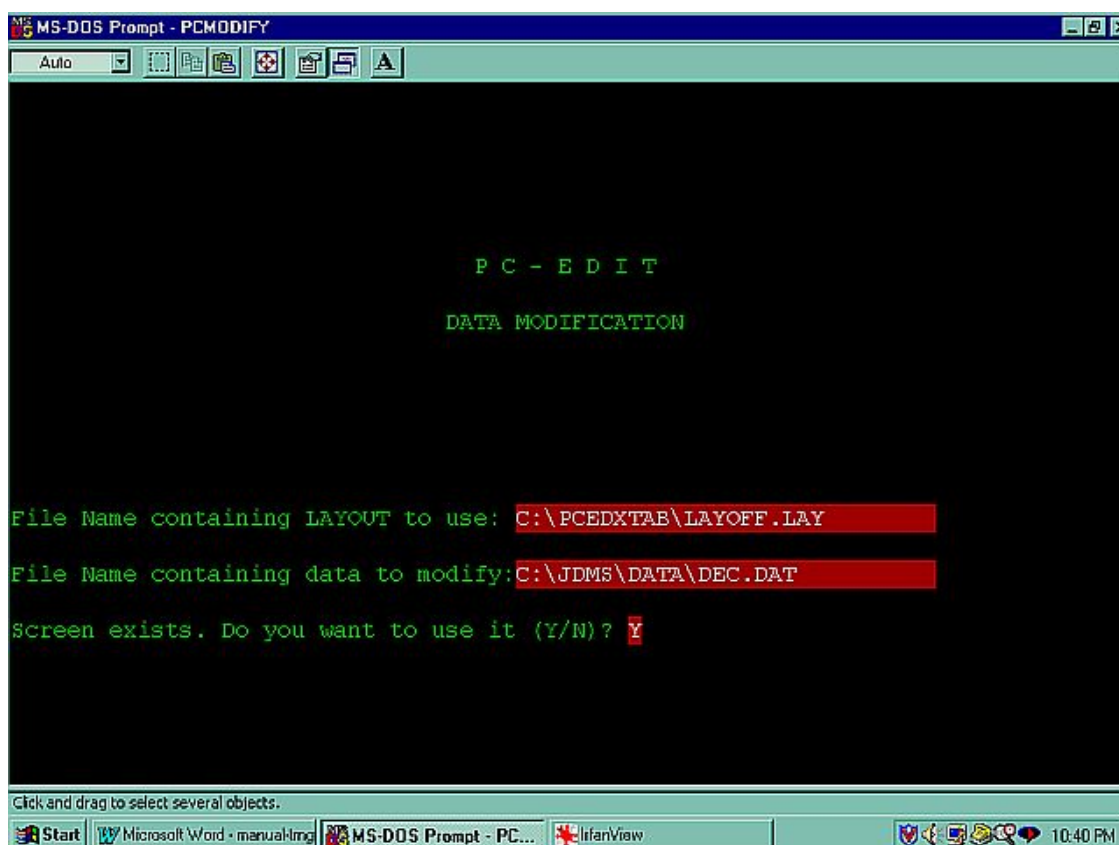 MS-DOS Prompt - PCMODIFY
Auto
A
P C - E D I T
DATA MODIFICATION
File Name containing LAYOUT to use: C:\PCEDXTAB\LAYOFF.LAY
File Name containing data to modify:C:\JDMS\DATA\DEC.DAT
Screen exists. Do you want to use it (Y/N)? Y
Click and drag to select several objects.
Start Microsoft Word - manual-Img MS-DOS Prompt - PC... IrfanView 10:40 PM